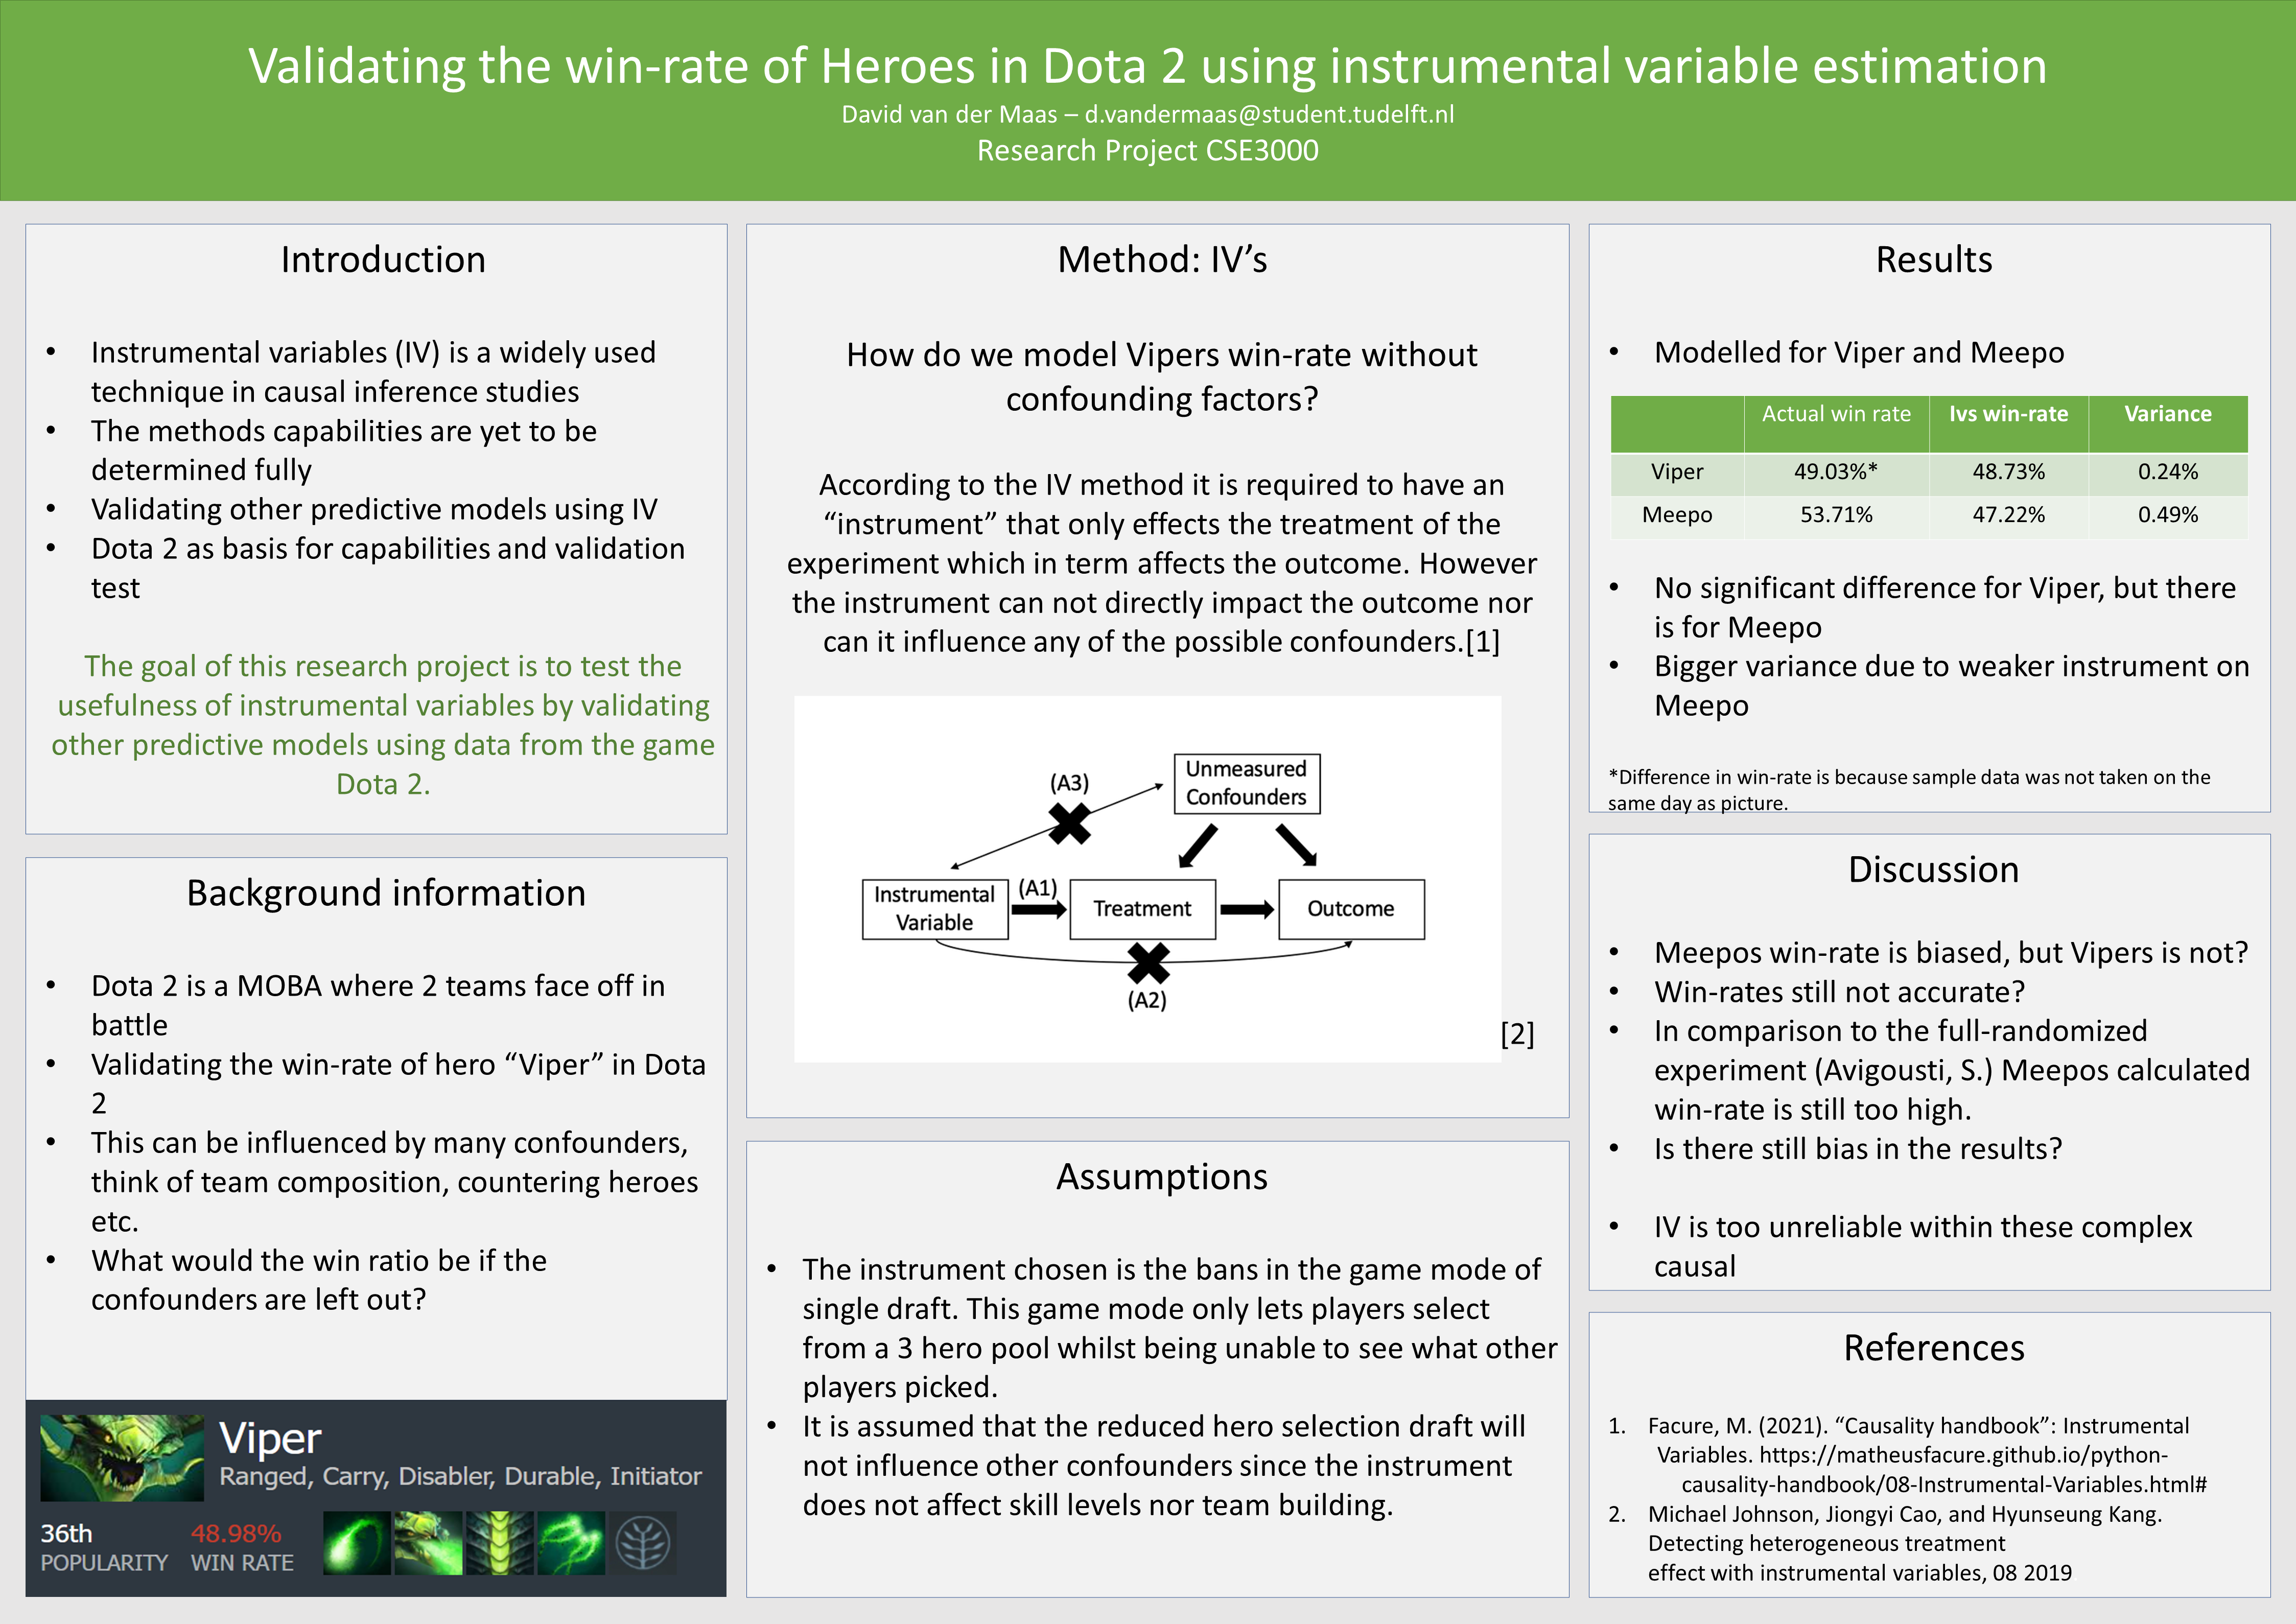 Validating the win-rate of Heroes in Dota 2 using instrumental variable estimation
David van der Maas – d.vandermaas@student.tudelft.nl
Research Project CSE3000
Introduction
• Instrumental variables (IV) is a widely used
technique in causal inference studies
• The methods capabilities are yet to be
determined fully
• Validating other predictive models using IV
• Dota 2 as basis for capabilities and validation
test
The goal of this research project is to test the
usefulness of instrumental variables by validating
other predictive models using data from the game
Dota 2.
Background information
• Dota 2 is a MOBA where 2 teams face off in
battle
• Validating the win-rate of hero “Viper” in Dota
2
• This can be influenced by many confounders,
think of team composition, countering heroes
etc.
• What would the win ratio be if the
confounders are left out?
Viper
Ranged, Carry, Disabler, Durable, Initiator
36th 48.98%
POPULARITY WIN RATE
Method: IV’s
How do we model Vipers win-rate without
confounding factors?
According to the IV method it is required to have an
“instrument” that only effects the treatment of the
experiment which in term affects the outcome. However
the instrument can not directly impact the outcome nor
can it influence any of the possible confounders.[1]
Unmeasured
Confounders
(A3)
Instrumental
Variable
(A1)
Treatment
Outcome
(A2)
[2]
Assumptions
• The instrument chosen is the bans in the game mode of
single draft. This game mode only lets players select
from a 3 hero pool whilst being unable to see what other
players picked.
• It is assumed that the reduced hero selection draft will
not influence other confounders since the instrument
does not affect skill levels nor team building.
Results
• Modelled for Viper and Meepo
Actual win rate Ivs win-rate Variance
Viper 49.03%* 48.73% 0.24%
Meepo 53.71% 47.22% 0.49%
• No significant difference for Viper, but there
is for Meepo
• Bigger variance due to weaker instrument on
Meepo
*Difference in win-rate is because sample data was not taken on the
same day as picture.
Discussion
• Meepos win-rate is biased, but Vipers is not?
• Win-rates still not accurate?
• In comparison to the full-randomized
experiment (Avigousti, S.) Meepos calculated
win-rate is still too high.
• Is there still bias in the results?
• IV is too unreliable within these complex
causal
References
1. Facure, M. (2021). “Causality handbook”: Instrumental
Variables. https://matheusfacure.github.io/python-
causality-handbook/08-Instrumental-Variables.html#
2. Michael Johnson, Jiongyi Cao, and Hyunseung Kang.
Detecting heterogeneous treatment
effect with instrumental variables, 08 2019